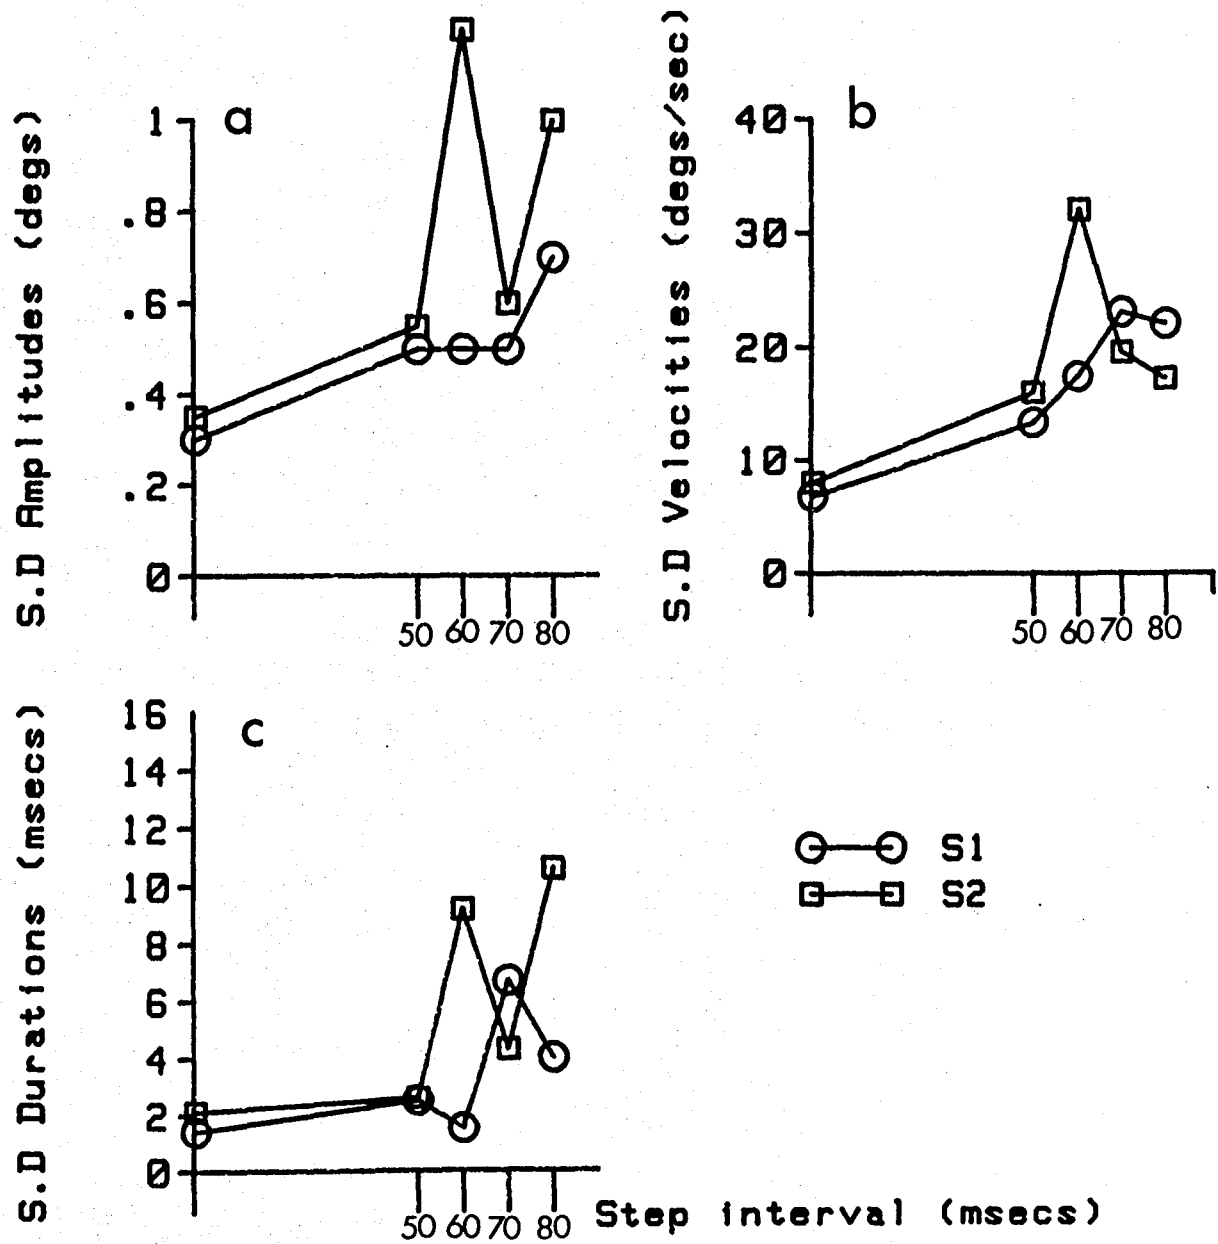 S.D Amplitudes (degs)
a
1
.8
.6
.4
.2
0
50 60 70 80
S.D Velocities (degs/sec)
b
40
30
20
10
0
50 60 70 80
S.D Durations (msecs)
c
16
14
12
10
8
6
4
2
0
50 60 70 80
Step interval (msecs)
S1
S2